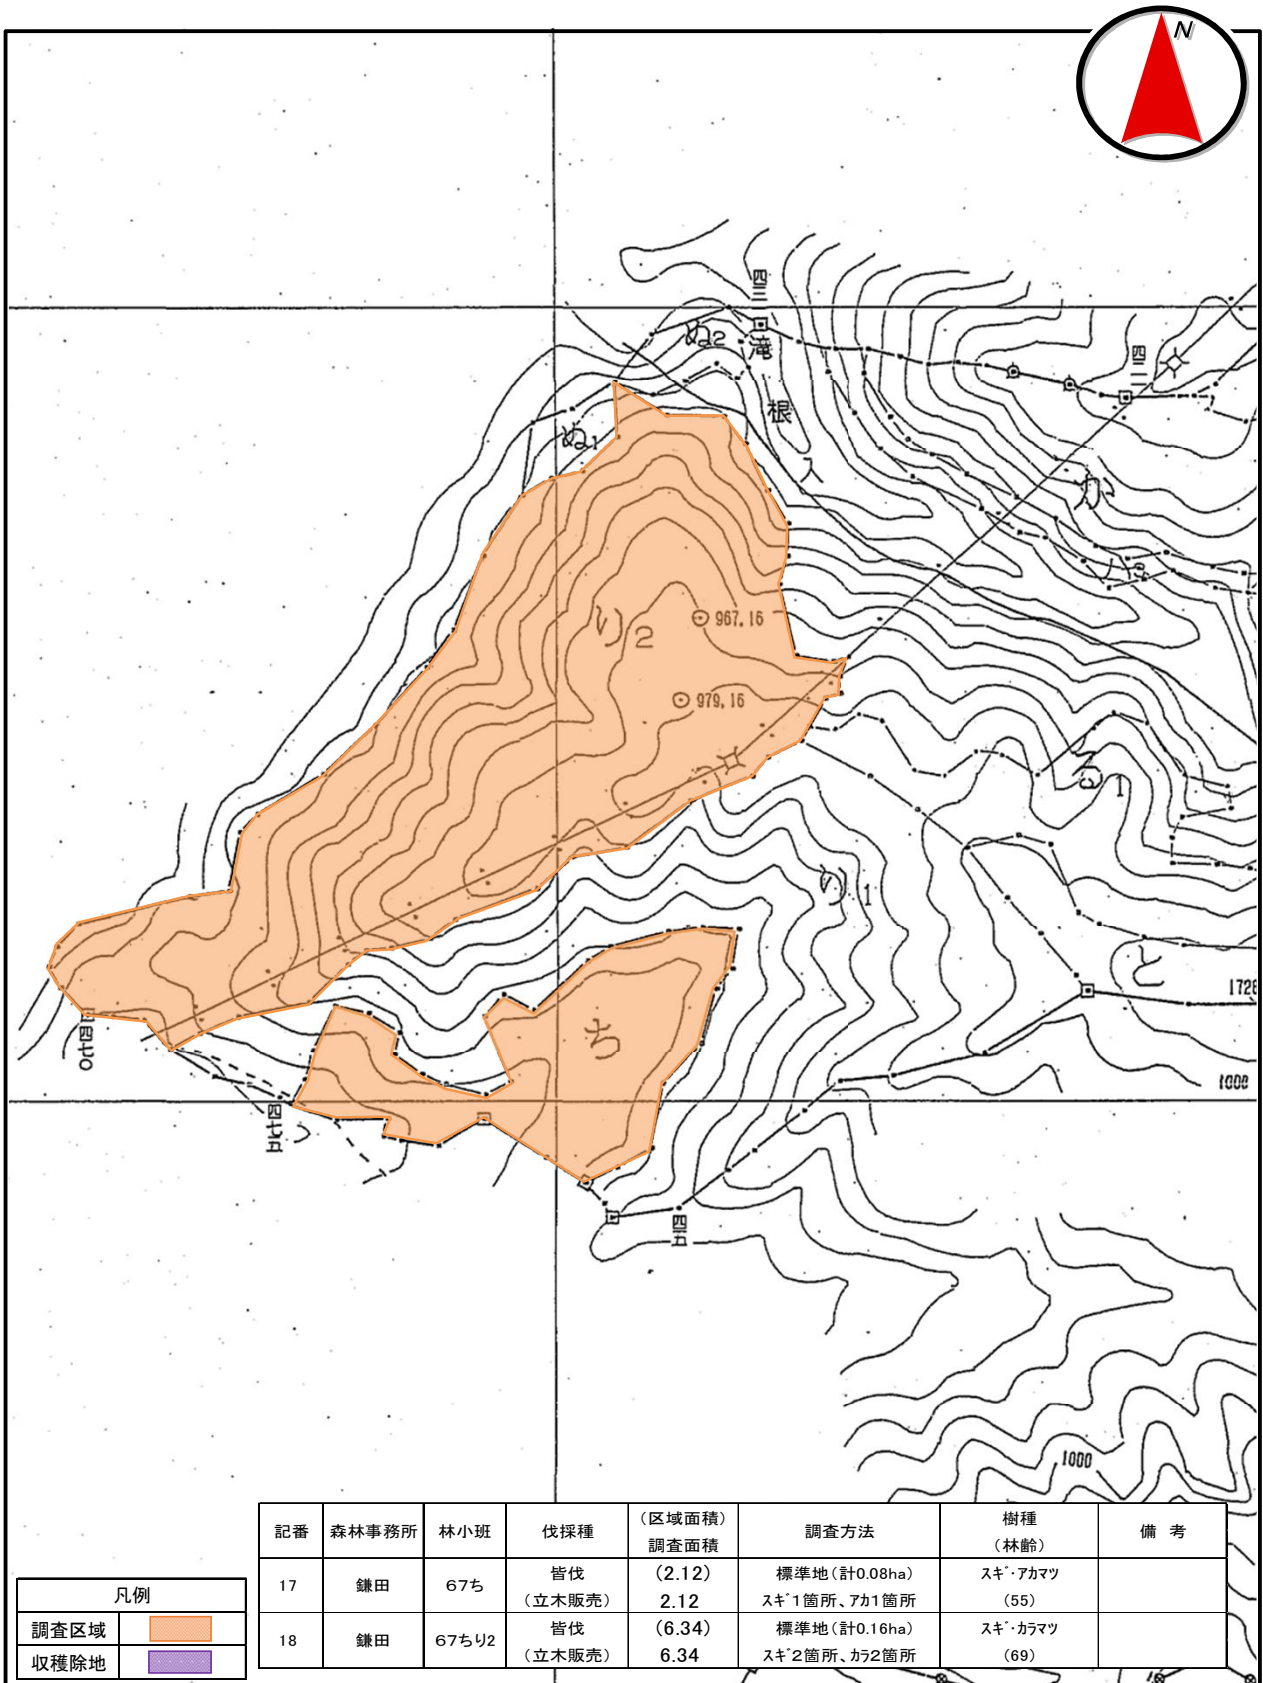 N
四三
ぬ2
滝
四二
根
ぬ1
入
か
り2
967.16
979.16
り1
と
1728
ち
1000
四七五
四五
1000
記番 森林事務所 林小班 伐採種 (区域面積) 調査面積 調査方法 樹種 (林齢) 備 考
17 鎌田 67ち 皆伐 (立木販売) (2.12) 2.12 標準地(計0.08ha) スギ1箇所、アカ1箇所 スギ・アカマツ (55)
18 鎌田 67ちり2 皆伐 (立木販売) (6.34) 6.34 標準地(計0.16ha) スギ2箇所、カラ2箇所 スギ・カラマツ (69)
凡例
調査区域
収穫除地